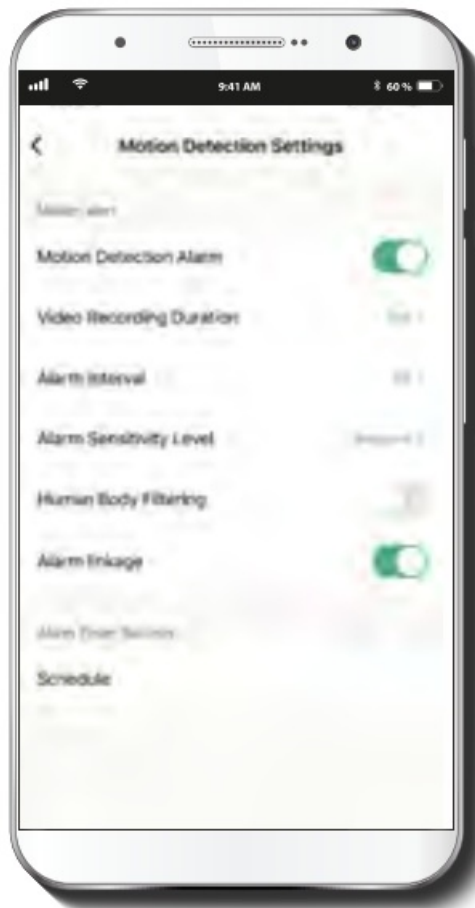 9:41 AM
60%
Motion Detection Settings
Motion Detection Alarm
Video Recording Duration
Alarm Interval
Alarm Sensitivity Level
Human Body Filtering
Alarm linkage
Schedule